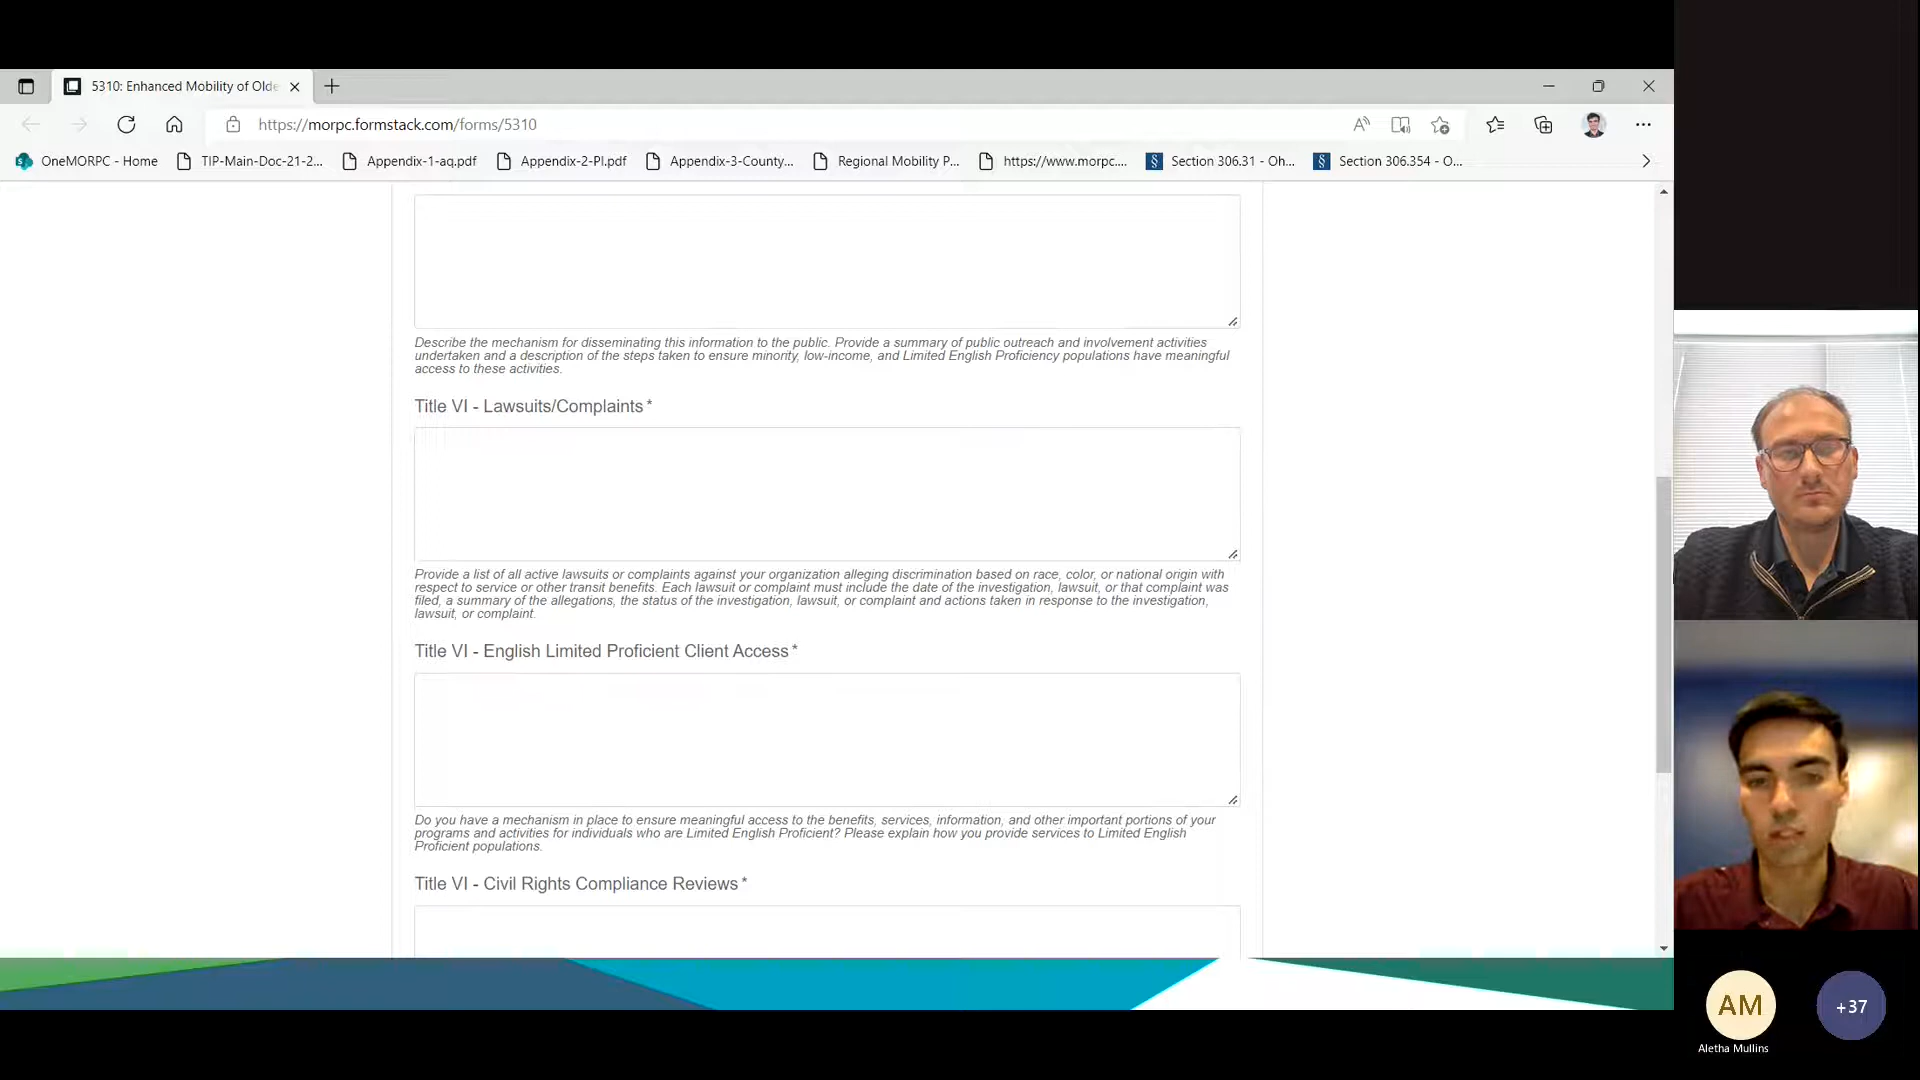 5310: Enhanced Mobility of Olde
https://morpc.formstack.com/forms/5310
OneMORPC - Home
TIP-Main-Doc-21-2...
Appendix-1-aq.pdf
Appendix-2-PI.pdf
Appendix-3-County...
Regional Mobility P...
https://www.morpc....
Section 306.31 - Oh...
Section 306.354 - O...
Describe the mechanism for disseminating this information to the public. Provide a summary of public outreach and involvement activities
undertaken and a description of the steps taken to ensure minority, low-income, and Limited English Proficiency populations have meaningful
access to these activities.
Title VI - Lawsuits/Complaints*
Provide a list of all active lawsuits or complaints against your organization alleging discrimination based on race, color, or national origin with
respect to service or other transit benefits. Each lawsuit or complaint must include the date of the investigation, lawsuit, or that complaint was
filed, a summary of the allegations, the status of the investigation, lawsuit, or complaint and actions taken in response to the investigation,
lawsuit, or complaint.
Title VI - English Limited Proficient Client Access*
Do you have a mechanism in place to ensure meaningful access to the benefits, services, information, and other important portions of your
programs and activities for individuals who are Limited English Proficient? Please explain how you provide services to Limited English
Proficient populations.
Title VI - Civil Rights Compliance Reviews*
AM
+37
Aletha Mullins